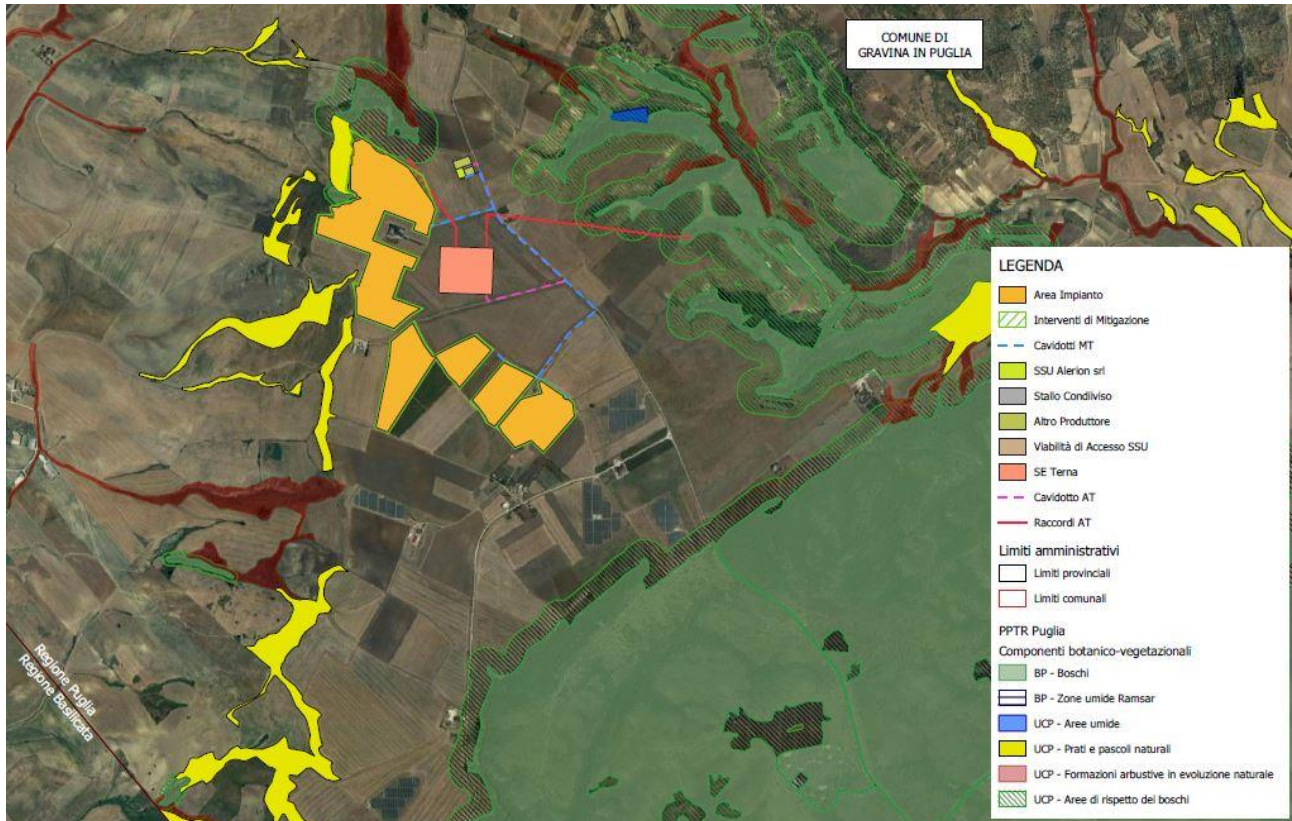 COMUNE DI
GRAVINA IN PUGLIA
LEGENDA
Area Impianto
Interventi di Mitigazione
Cavidotti MT
SSU Alerion srl
Stallo Condiviso
Altro Produttore
Viabilità di Accesso SSU
SE Terna
Cavidotto AT
Raccordi AT
Limiti amministrativi
Limiti provinciali
Limiti comunali
PPTR Puglia
Componenti botanico-vegetazionali
BP - Boschi
BP - Zone umide Ramsar
UCP - Aree umide
UCP - Prati e pascoli naturali
UCP - Formazioni arbustive in evoluzione naturale
UCP - Aree di rispetto dei boschi
Regione Puglia
Regione Basilicata